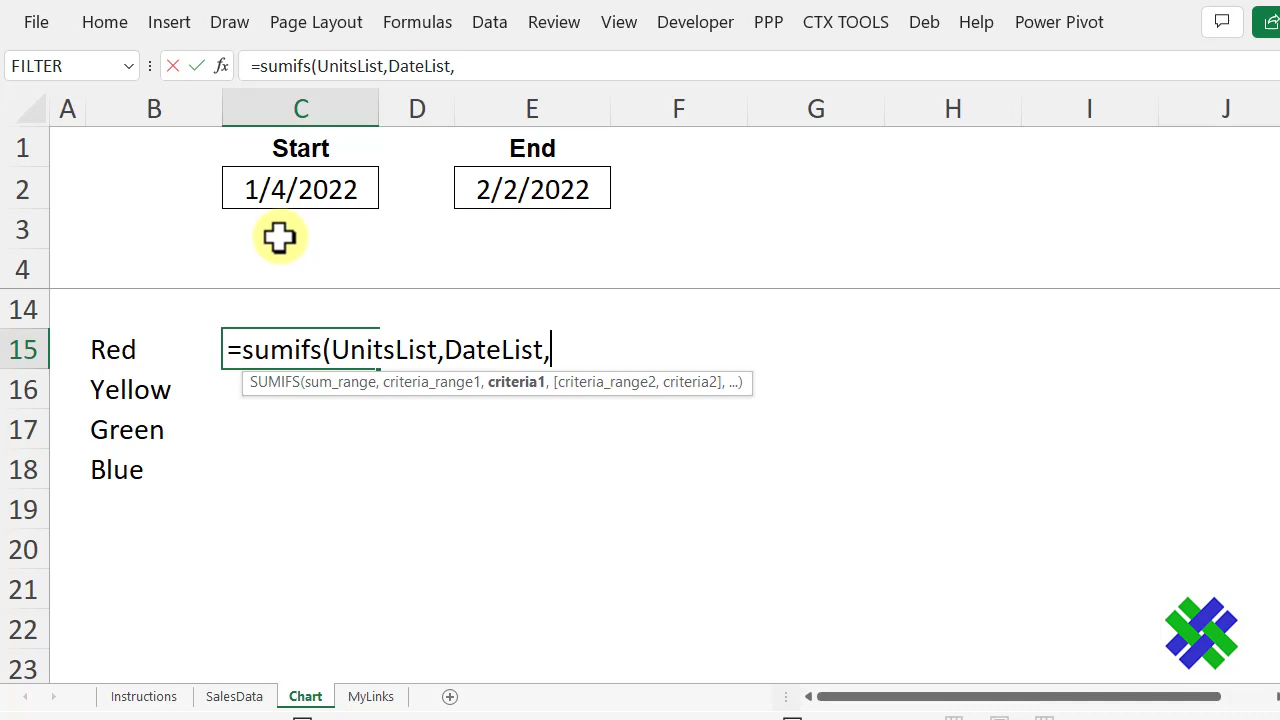 File Home Insert Draw Page Layout Formulas Data Review View Developer PPP CTX TOOLS Deb Help Power Pivot
FILTER fx =sumifs(UnitsList,DateList,
A B C D E F G H I J
1 Start End
2 1/4/2022 2/2/2022
3
4
14
15 Red =sumifs(UnitsList,DateList,
SUMIFS(sum_range, criteria_range1, criteria1, [criteria_range2, criteria2], ...)
16 Yellow
17 Green
18 Blue
19
20
21
22
23
Instructions SalesData Chart MyLinks